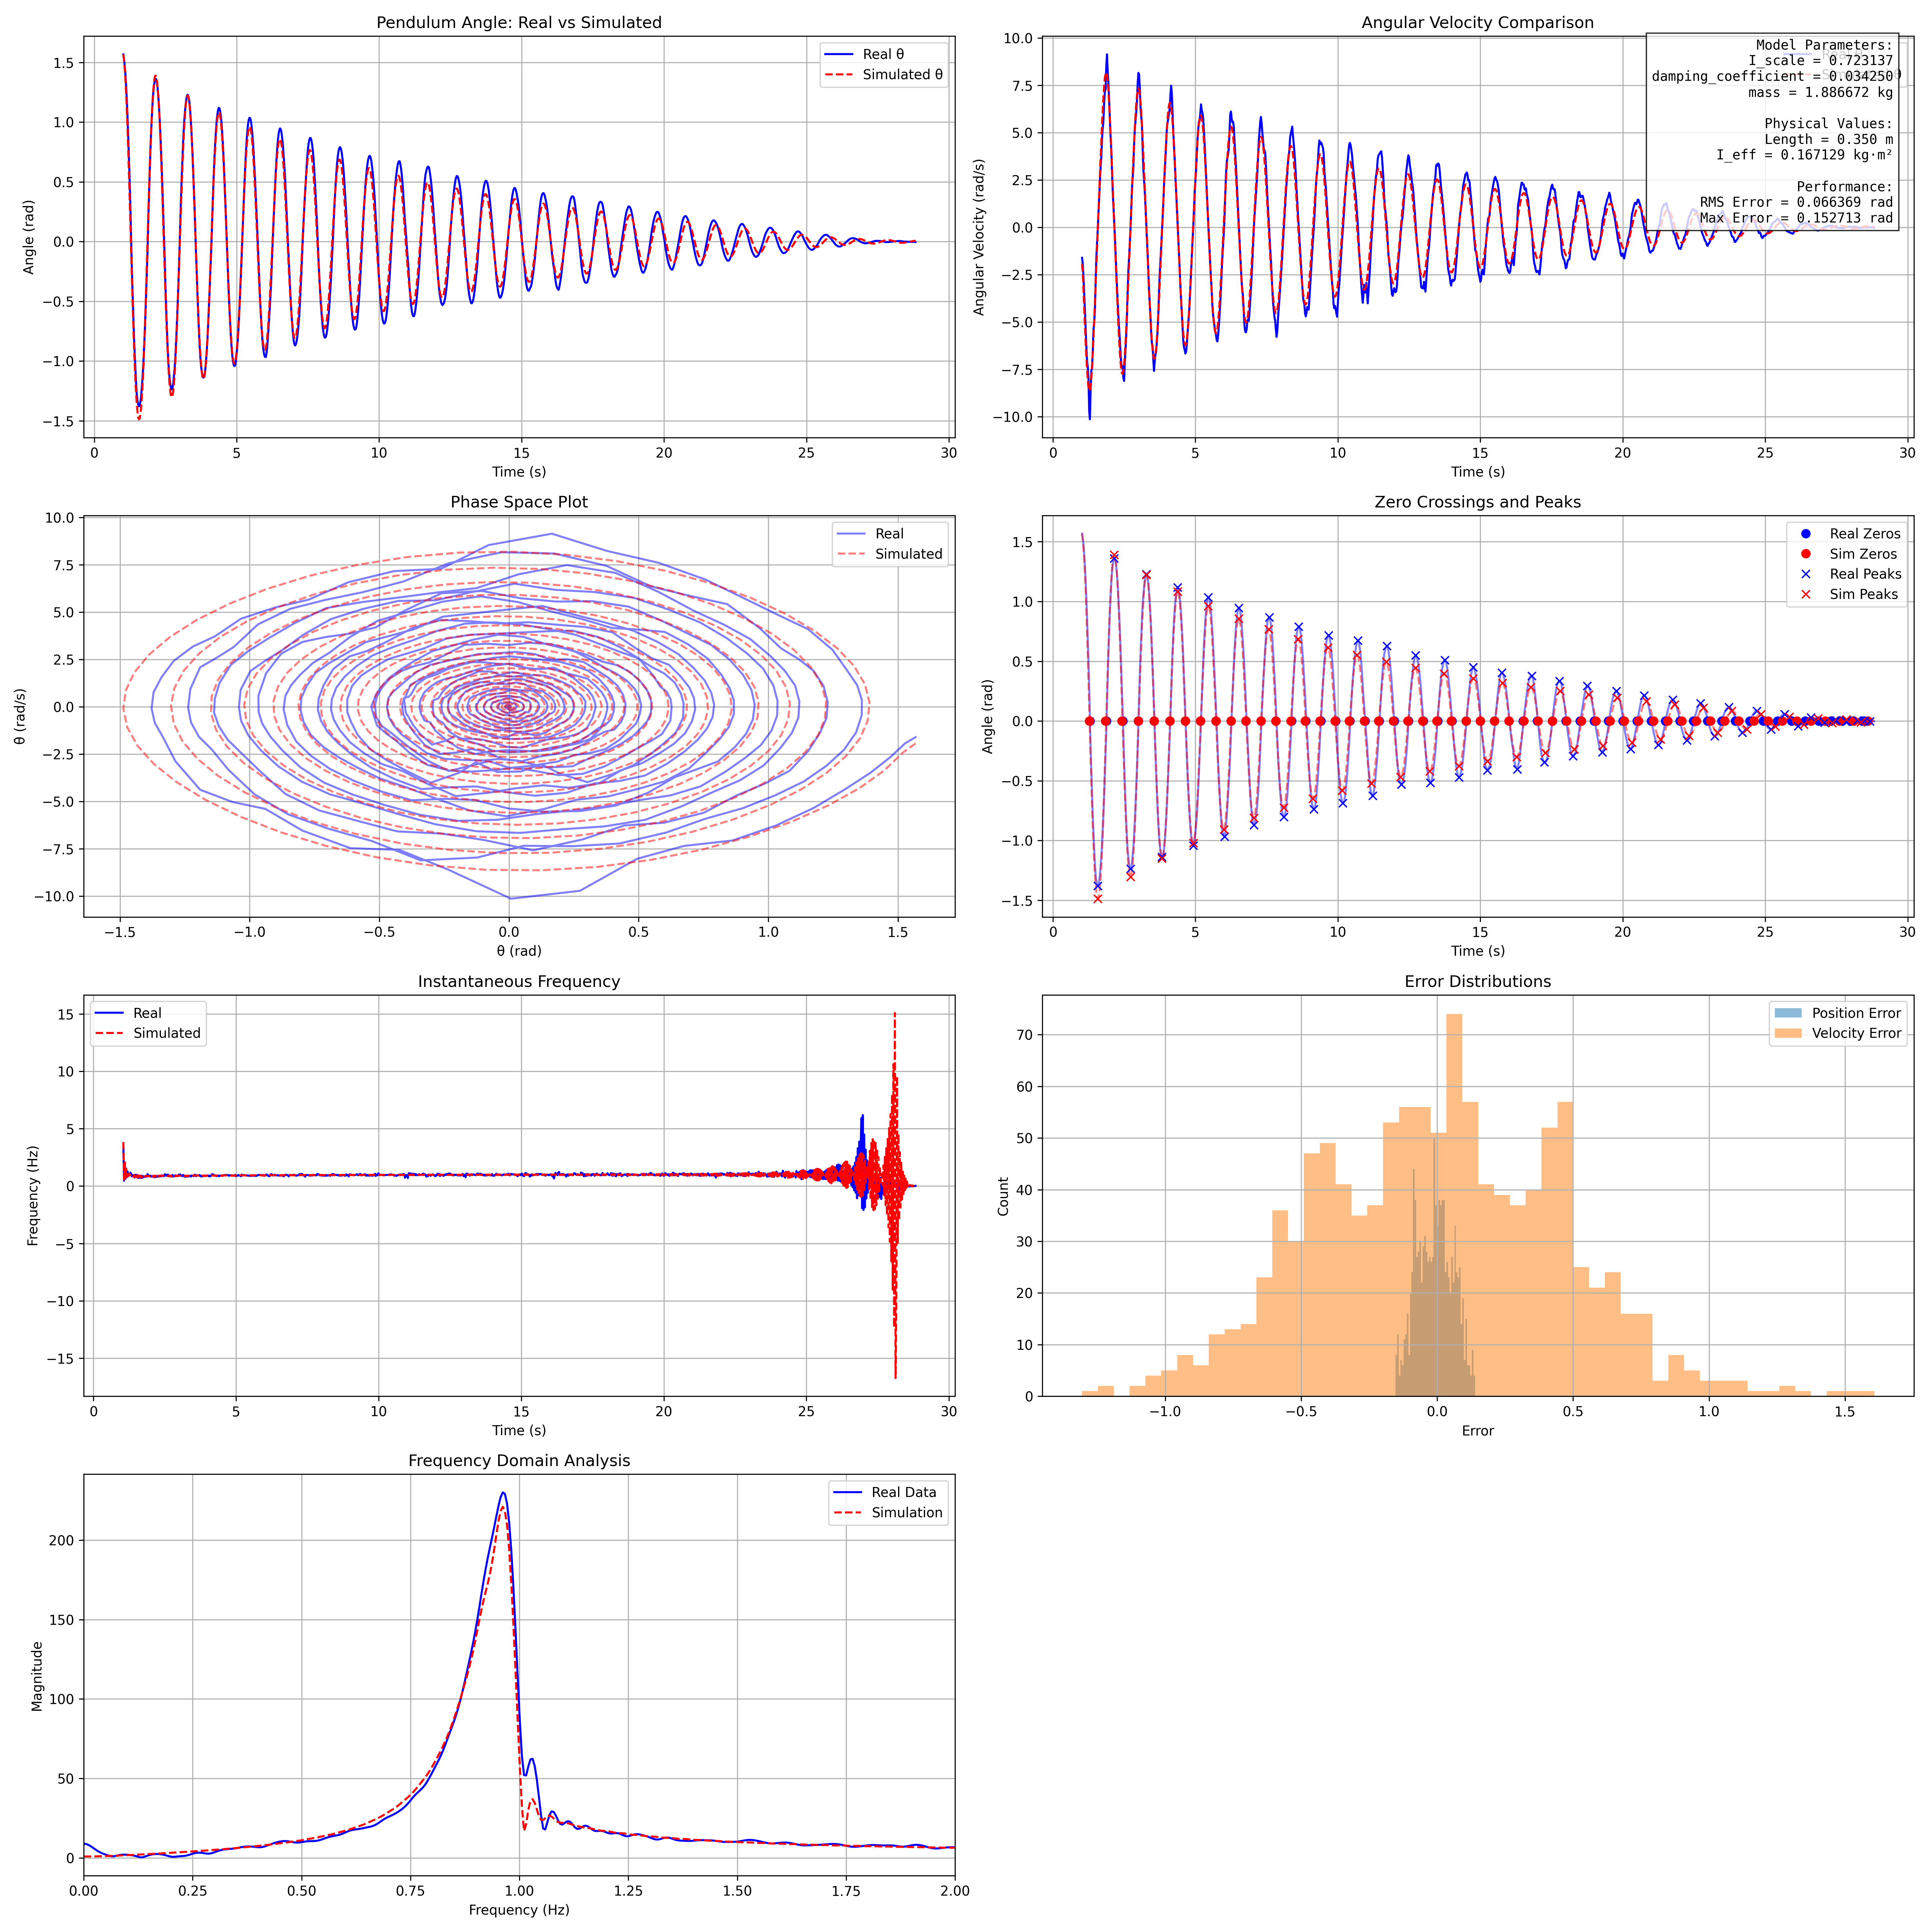 Pendulum Angle: Real vs Simulated
Real θ
Simulated θ
Angle (rad)
1.5
1.0
0.5
0.0
−0.5
−1.0
−1.5
0 5 10 15 20 25 30
Time (s)
Angular Velocity Comparison
Model Parameters:
I_scale = 0.723137
damping_coefficient = 0.034250
mass = 1.886672 kg
Physical Values:
Length = 0.350 m
I_eff = 0.167129 kg·m²
Performance:
RMS Error = 0.066369 rad
Max Error = 0.152713 rad
Angular Velocity (rad/s)
10.0
7.5
5.0
2.5
0.0
−2.5
−5.0
−7.5
−10.0
0 5 10 15 20 25 30
Time (s)
Phase Space Plot
Real
Simulated
θ̇ (rad/s)
10.0
7.5
5.0
2.5
0.0
−2.5
−5.0
−7.5
−10.0
−1.5 −1.0 −0.5 0.0 0.5 1.0 1.5
θ (rad)
Zero Crossings and Peaks
Real Zeros
Sim Zeros
Real Peaks
Sim Peaks
Angle (rad)
1.5
1.0
0.5
0.0
−0.5
−1.0
−1.5
0 5 10 15 20 25 30
Time (s)
Instantaneous Frequency
Real
Simulated
Frequency (Hz)
15
10
5
0
−5
−10
−15
0 5 10 15 20 25 30
Time (s)
Error Distributions
Position Error
Velocity Error
Count
70
60
50
40
30
20
10
0
−1.0 −0.5 0.0 0.5 1.0 1.5
Error
Frequency Domain Analysis
Real Data
Simulation
Magnitude
200
150
100
50
0
0.00 0.25 0.50 0.75 1.00 1.25 1.50 1.75 2.00
Frequency (Hz)